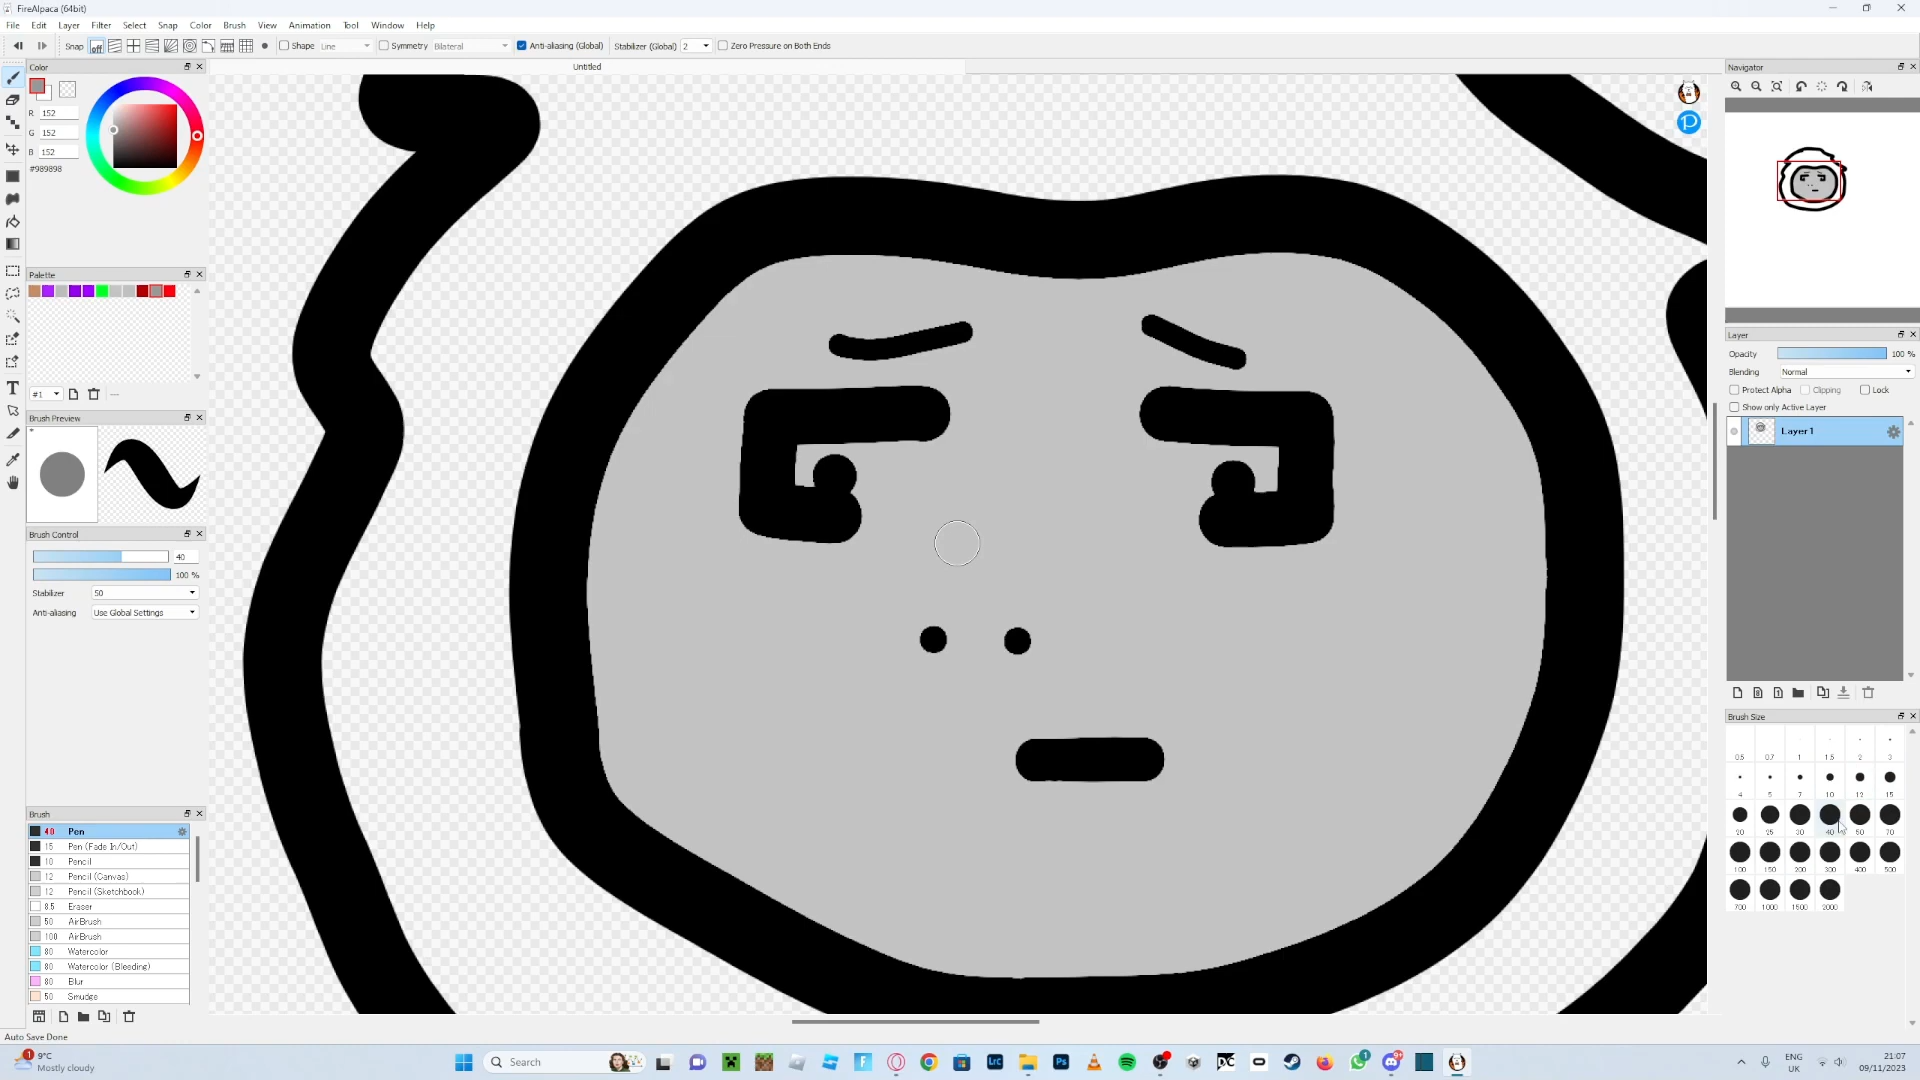 FireAlpaca (64bit)
File Edit Layer Filter Select Snap Color Brush View Animation Tool Window Help
Snap off Shape Line Symmetry Bilateral Anti-aliasing (Global) Stabilizer (Global) 2 Zero Pressure on Both Ends
Color
Untitled
Navigator
R 152
G 152
B 152
#989898
Palette
#1
Brush Preview
Brush Control
40
100 %
Stabilizer 50
Anti-aliasing Use Global Settings
Brush
40 Pen
15 Pen (Fade In/Out)
10 Pencil
12 Pencil (Canvas)
12 Pencil (Sketchbook)
8.5 Eraser
50 AirBrush
100 AirBrush
80 Watercolor
80 Watercolor (Bleeding)
80 Blur
50 Smudge
Auto Save Done
Layer
Opacity 100 %
Blending Normal
Protect Alpha Clipping Lock
Show only Active Layer
Layer1
Brush Size
0.5 0.7 1 1.5 2 3
4 5 7 10 12 15
20 25 30 40 50 70
100 150 200 300 400 500
700 1000 1500 2000
1 9°C
Mostly cloudy
Search
LrC
Ps
1
ENG
UK
21:07
09/11/2023